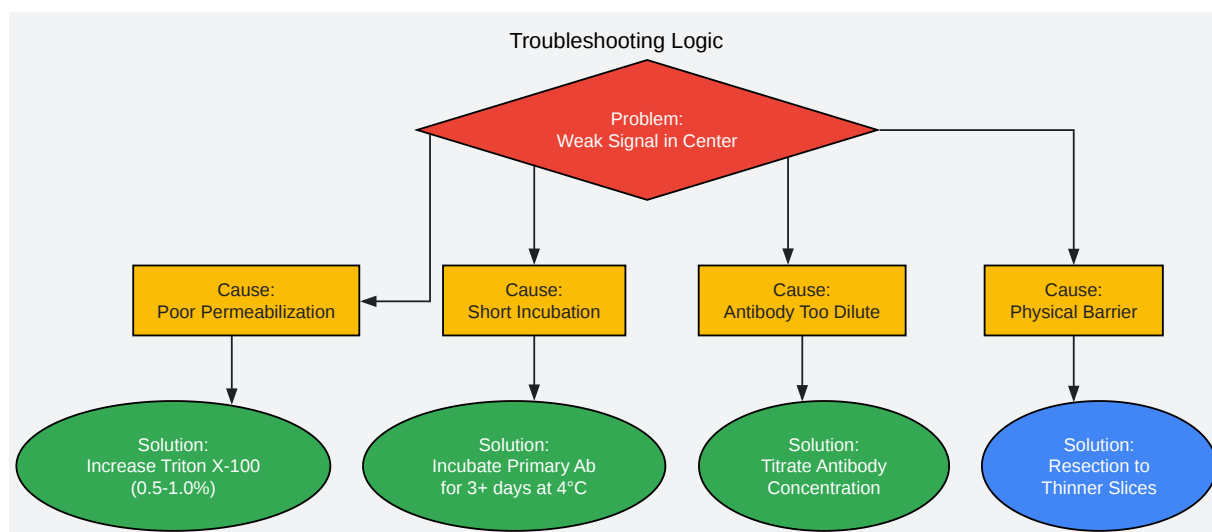 Troubleshooting Logic
Problem:
Weak Signal in Center
Cause:
Poor Permeabilization
Cause:
Short Incubation
Cause:
Antibody Too Dilute
Cause:
Physical Barrier
Solution:
Increase Triton X-100
(0.5-1.0%)
Solution:
Incubate Primary Ab
for 3+ days at 4°C
Solution:
Titrate Antibody
Concentration
Solution:
Resection to
Thinner Slices